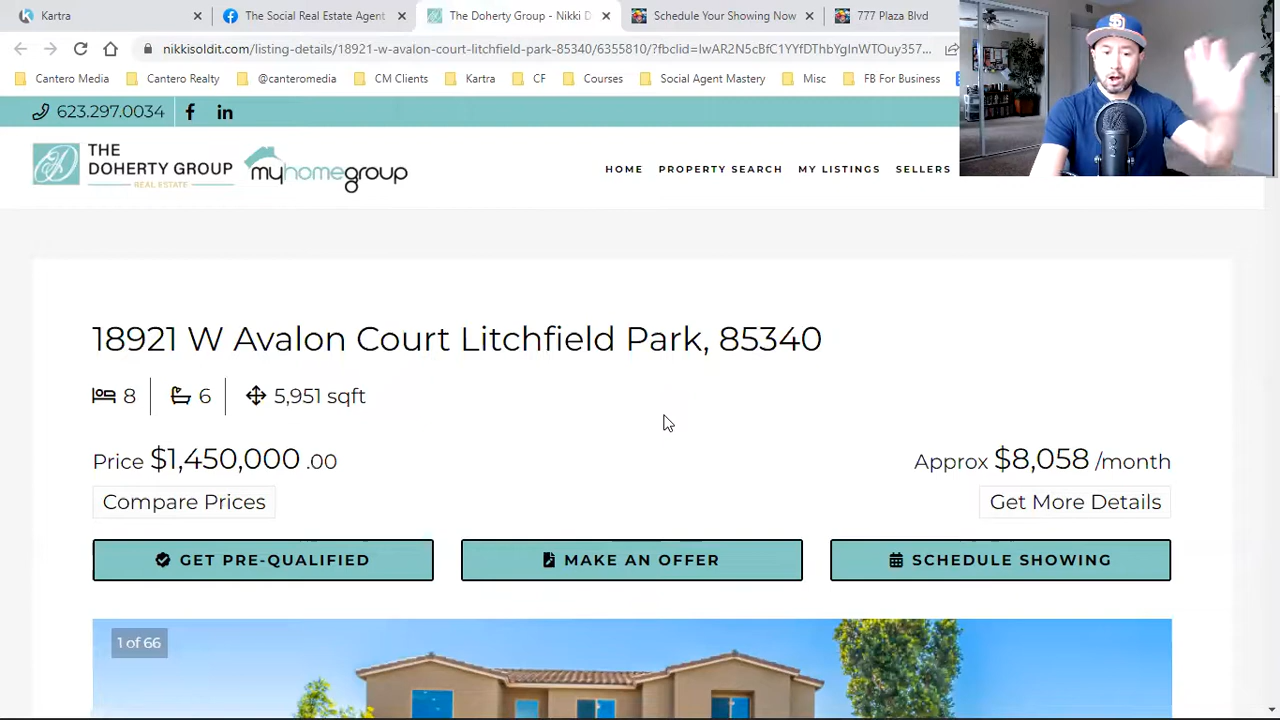 Kartra
The Social Real Estate Agent
The Doherty Group - Nikki D
Schedule Your Showing Now
777 Plaza Blvd
nikkisoldit.com/listing-details/18921-w-avalon-court-litchfield-park-85340/6355810/?fbclid=IwAR2N5cBfC1YYfDThbYgInWTOuy357...
Cantero Media
Cantero Realty
@canteromedia
CM Clients
Kartra
CF
Courses
Social Agent Mastery
Misc
FB For Business
623.297.0034
THE
DOHERTY GROUP
REAL ESTATE
myhomegroup
HOME
PROPERTY SEARCH
MY LISTINGS
SELLERS
18921 W Avalon Court Litchfield Park, 85340
8
6
5,951 sqft
Price $1,450,000 .00
Approx $8,058 /month
Compare Prices
Get More Details
GET PRE-QUALIFIED
MAKE AN OFFER
SCHEDULE SHOWING
1 of 66